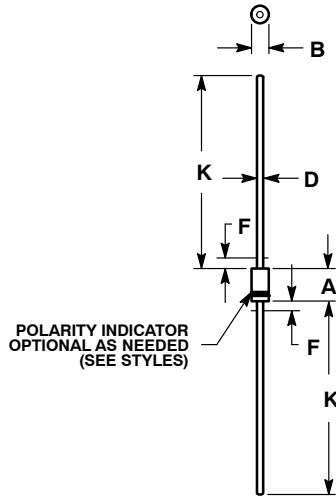 B
K
D
F
A
POLARITY INDICATOR
OPTIONAL AS NEEDED
(SEE STYLES)
F
K